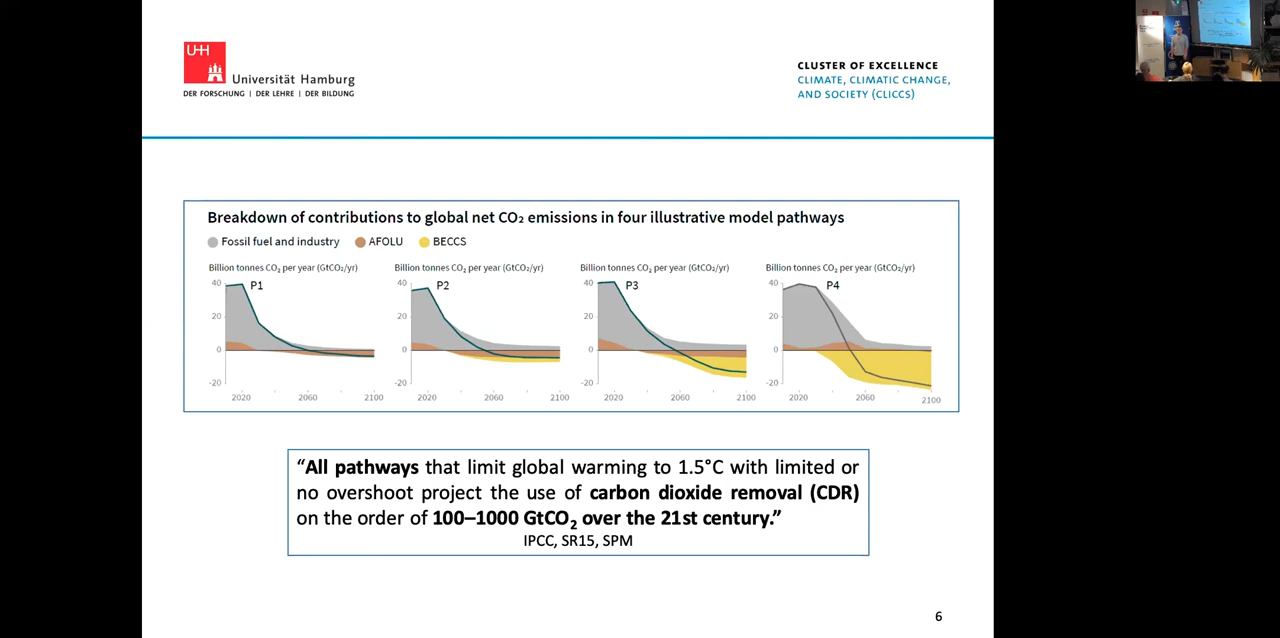 UHH
Universität Hamburg
DER FORSCHUNG | DER LEHRE | DER BILDUNG
CLUSTER OF EXCELLENCE
CLIMATE, CLIMATIC CHANGE,
AND SOCIETY (CLICCS)
Breakdown of contributions to global net CO₂ emissions in four illustrative model pathways
Fossil fuel and industry AFOLU BECCS
Billion tonnes CO₂ per year (GtCO₂/yr)
40 P1
20
0
-20
2020 2060 2100
Billion tonnes CO₂ per year (GtCO₂/yr)
40 P2
20
0
-20
2020 2060 2100
Billion tonnes CO₂ per year (GtCO₂/yr)
40 P3
20
0
-20
2020 2060 2100
Billion tonnes CO₂ per year (GtCO₂/yr)
40 P4
20
0
-20
2020 2060 2100
“All pathways that limit global warming to 1.5°C with limited or
no overshoot project the use of carbon dioxide removal (CDR)
on the order of 100–1000 GtCO₂ over the 21st century.”
IPCC, SR15, SPM
6